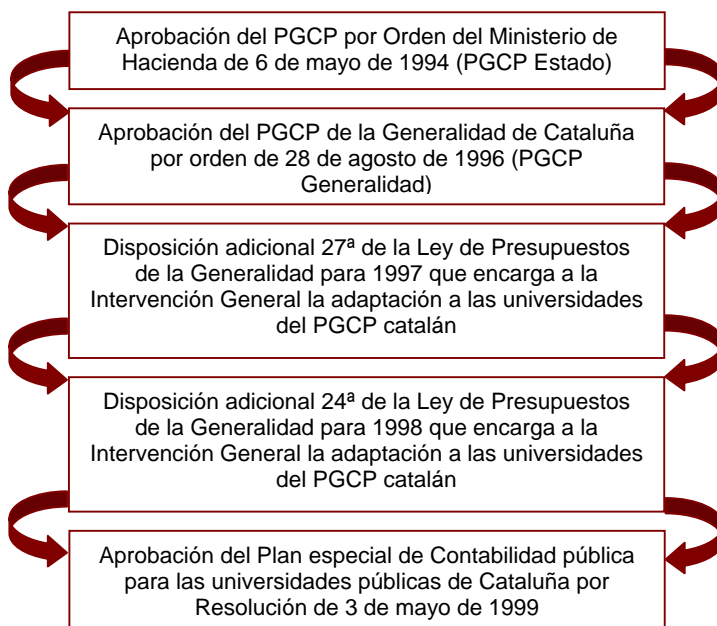 Aprobación del PGCP por Orden del Ministerio de
Hacienda de 6 de mayo de 1994 (PGCP Estado)
Aprobación del PGCP de la Generalidad de Cataluña
por orden de 28 de agosto de 1996 (PGCP
Generalidad)
Disposición adicional 27ª de la Ley de Presupuestos
de la Generalidad para 1997 que encarga a la
Intervención General la adaptación a las universidades
del PGCP catalán
Disposición adicional 24ª de la Ley de Presupuestos
de la Generalidad para 1998 que encarga a la
Intervención General la adaptación a las universidades
del PGCP catalán
Aprobación del Plan especial de Contabilidad pública
para las universidades públicas de Cataluña por
Resolución de 3 de mayo de 1999